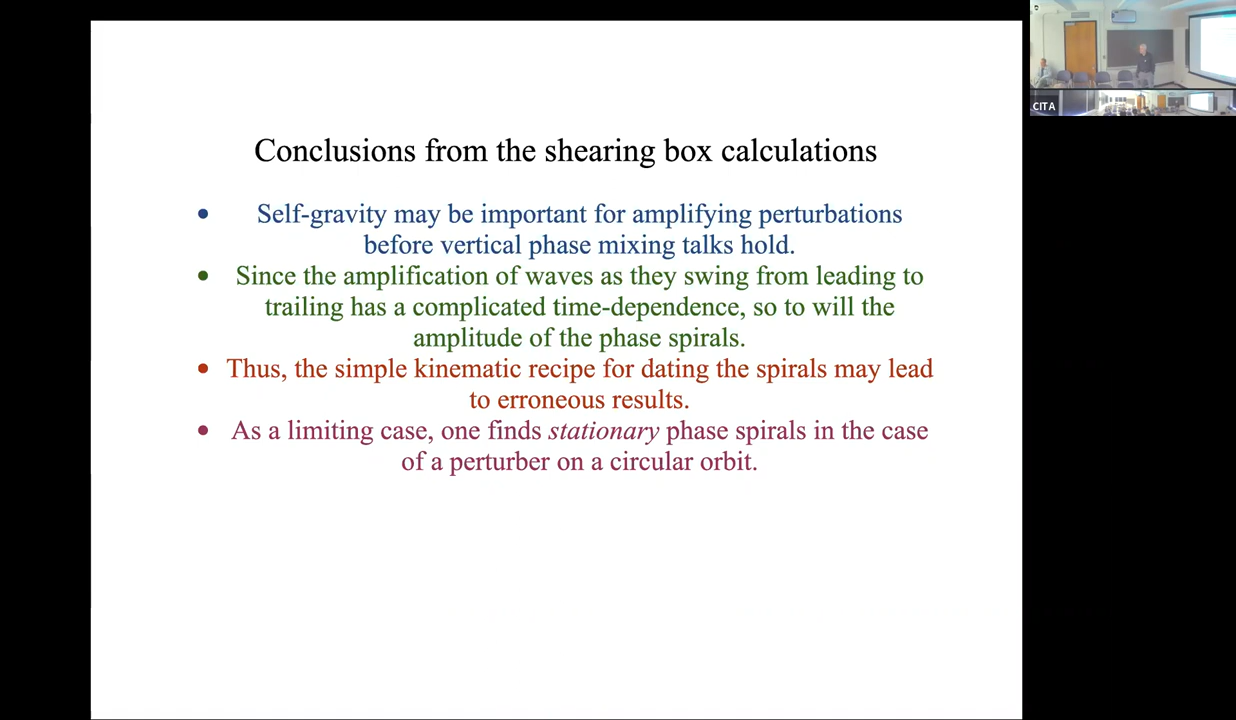 Conclusions from the shearing box calculations
• Self-gravity may be important for amplifying perturbations
before vertical phase mixing talks hold.
• Since the amplification of waves as they swing from leading to
trailing has a complicated time-dependence, so to will the
amplitude of the phase spirals.
• Thus, the simple kinematic recipe for dating the spirals may lead
to erroneous results.
• As a limiting case, one finds stationary phase spirals in the case
of a perturber on a circular orbit.
CITA